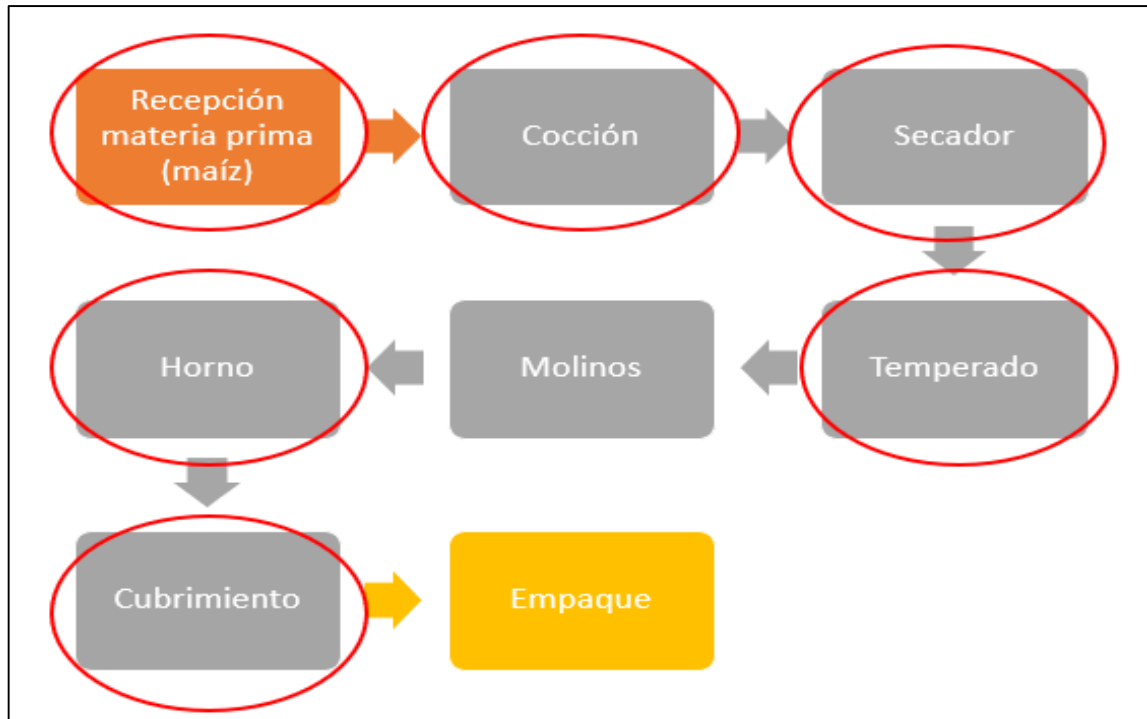 Recepción
materia prima
(maíz)
Cocción
Secador
Temperado
Molinos
Horno
Cubrimiento
Empaque